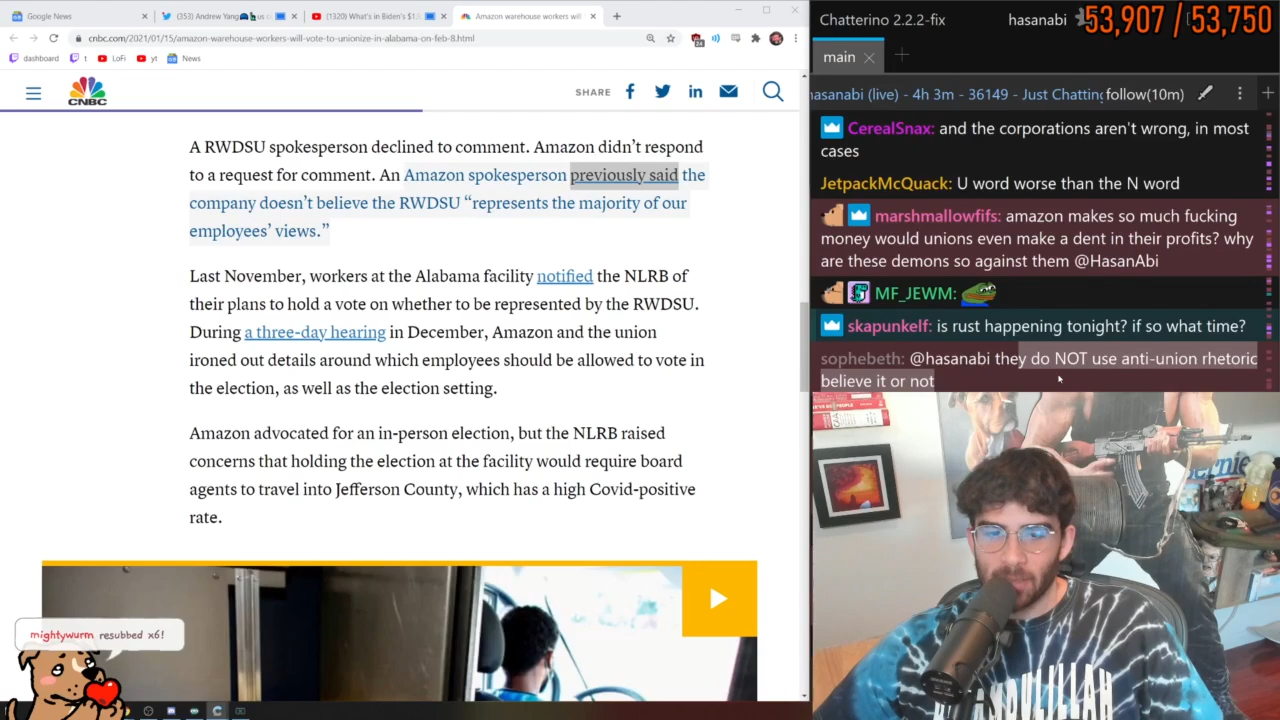 Google News
(353) Andrew Yang
us o
(1320) What's in Biden's $1.
Amazon warehouse workers will
cnbc.com/2021/01/15/amazon-warehouse-workers-will-vote-to-unionize-in-alabama-on-feb-8.html
24
dashboard
t
LoFi
yt
News
CNBC
SHARE
A RWDSU spokesperson declined to comment. Amazon didn't respond
to a request for comment. An Amazon spokesperson previously said the
company doesn't believe the RWDSU “represents the majority of our
employees' views.”
Last November, workers at the Alabama facility notified the NLRB of
their plans to hold a vote on whether to be represented by the RWDSU.
During a three-day hearing in December, Amazon and the union
ironed out details around which employees should be allowed to vote in
the election, as well as the election setting.
Amazon advocated for an in-person election, but the NLRB raised
concerns that holding the election at the facility would require board
agents to travel into Jefferson County, which has a high Covid-positive
rate.
mightywurm resubbed x6!
Chatterino 2.2.2-fix
hasanabi
53,907 / 53,750
main
hasanabi (live) - 4h 3m - 36149 - Just Chatting
follow(10m)
CerealSnax: and the corporations aren't wrong, in most
cases
JetpackMcQuack: U word worse than the N word
marshmallowfifs: amazon makes so much fucking
money would unions even make a dent in their profits? why
are these demons so against them @HasanAbi
MF_JEWM:
skapunkelf: is rust happening tonight? if so what time?
sophebeth: @hasanabi they do NOT use anti-union rhetoric
believe it or not
Bernie